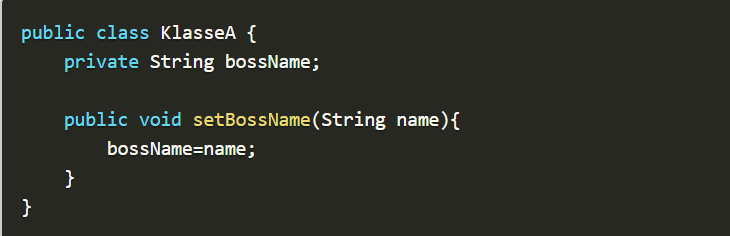 public class KlasseA {
    private String bossName;

    public void setBossName(String name){
        bossName=name;
    }
}